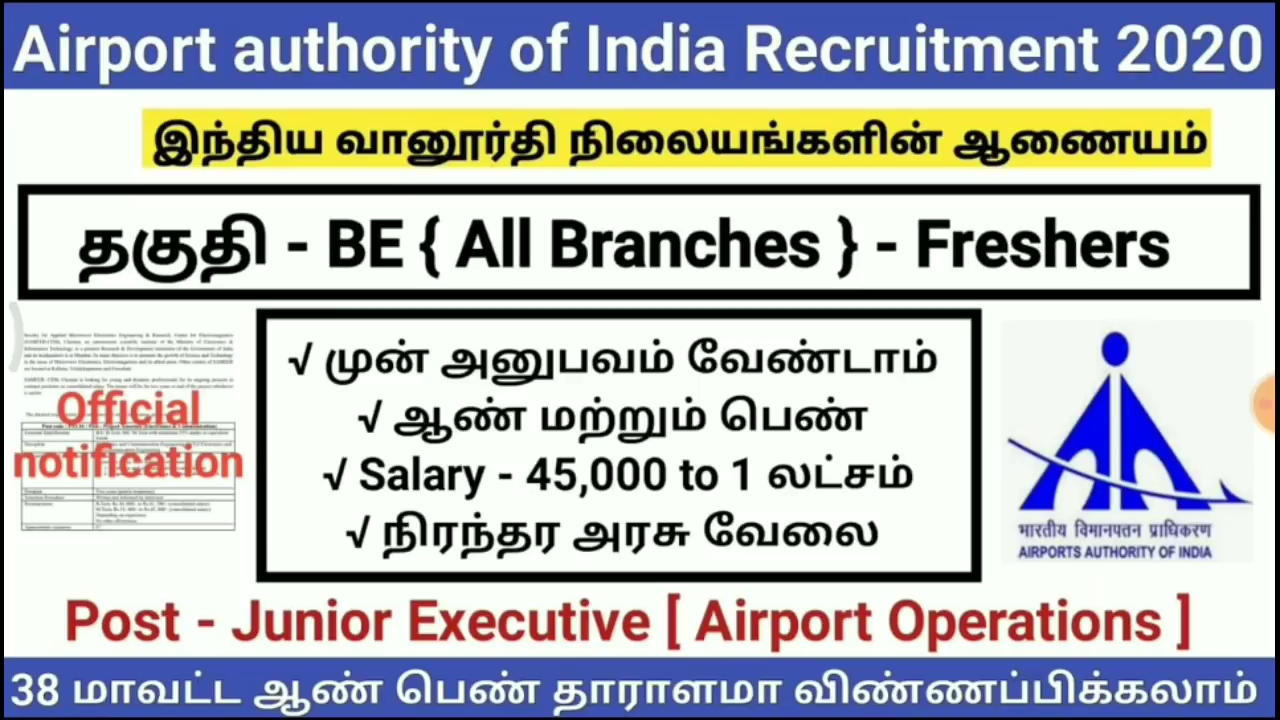 Airport authority of India Recruitment 2020
இந்திய வானூர்தி நிலையங்களின் ஆணையம்
தகுதி - BE { All Branches } - Freshers
√ முன் அனுபவம் வேண்டாம்
√ ஆண் மற்றும் பெண்
√ Salary - 45,000 to 1 லட்சம்
√ நிரந்தர அரசு வேலை
Official
notification
भारतीय विमानपत्तन प्राधिकरण
AIRPORTS AUTHORITY OF INDIA
Post - Junior Executive [ Airport Operations ]
38 மாவட்ட ஆண் பெண் தாராளமா விண்ணப்பிக்கலாம்